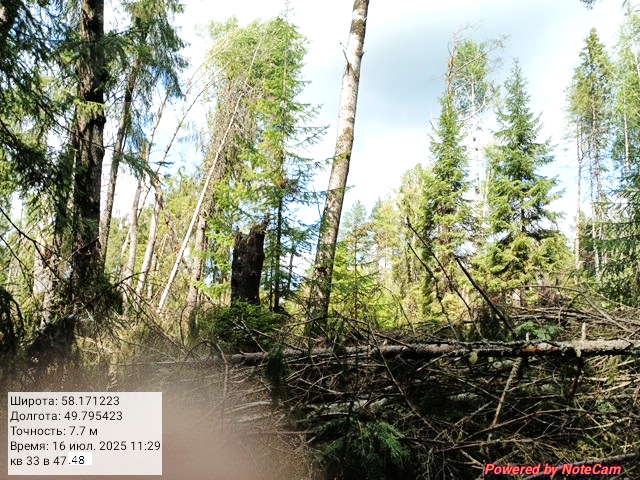 Широта: 58.171223
Долгота: 49.795423
Точность: 7.7 м
Время: 16 июл. 2025 11:29
кв 33 в 47.48
Powered by NoteCam